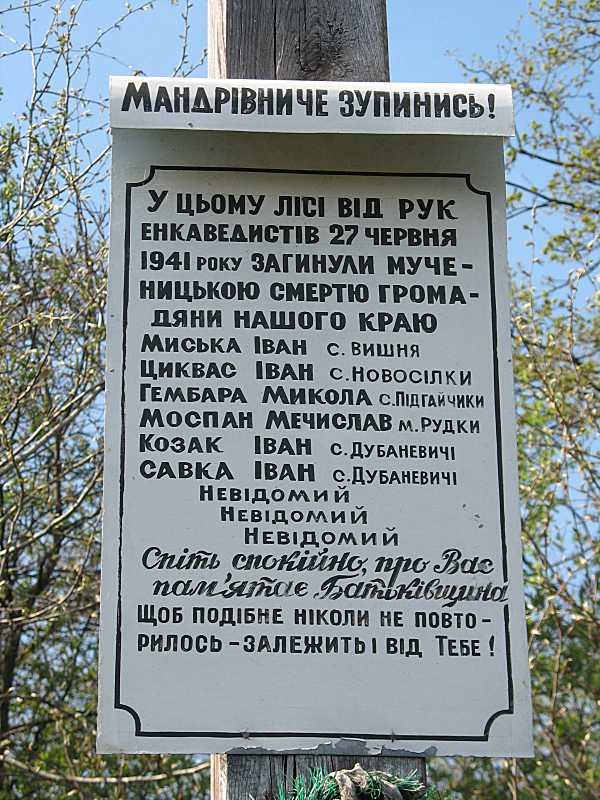 Мандрівниче зупинись!
У цьому лісі від рук
енкаведистів 27 червня
1941 року загинули муче-
ницькою смертю грома-
дяни нашого краю
Миська Іван с. Вишня
Циквас Іван с. Новосілки
Гембара Микола с. Підгайчики
Моспан Мечислав м. Рудки
Козак Іван с. Дубаневичі
Савка Іван с. Дубаневичі
Невідомий
Невідомий
Невідомий
Спіть спокійно, про Вас
пам'ятає Батьківщина
Щоб подібне ніколи не повто-
рилось - залежить і від Тебе!